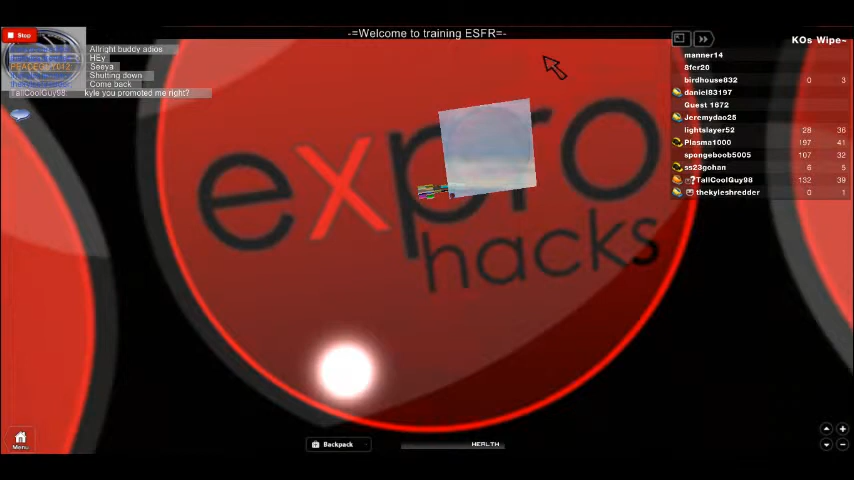 -=Welcome to training ESFR=-
Stop
Allright buddy adios
HEy
Seeya
Shutting down
Come back
TallCoolGuy98: kyle you promoted me right?
KOs Wipe~
manner14
8fer20
birdhouse832 0 3
daniel83197
Guest 1672
Jeremydao28
lightslayer52 28 36
Plasma1000 197 41
spongeboob5005 107 32
ss23gohan 6 5
TallCoolGuy98 132 39
thekyleshredder 0 1
expro
hacks
Menu
Backpack
HEALTH